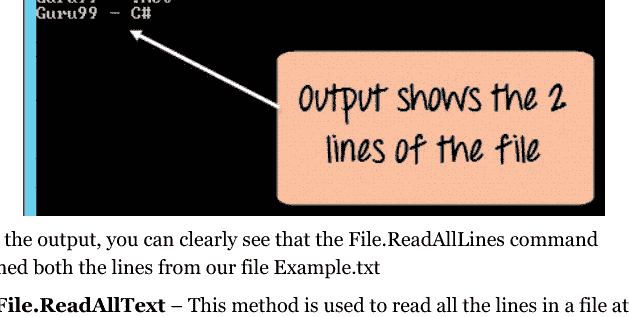 Guru99 - C#
output shows the 2
lines of the file
the output, you can clearly see that the File.ReadAllLines command
both the lines from our file Example.txt
File.ReadAllText – This method is used to read all the lines in a file at